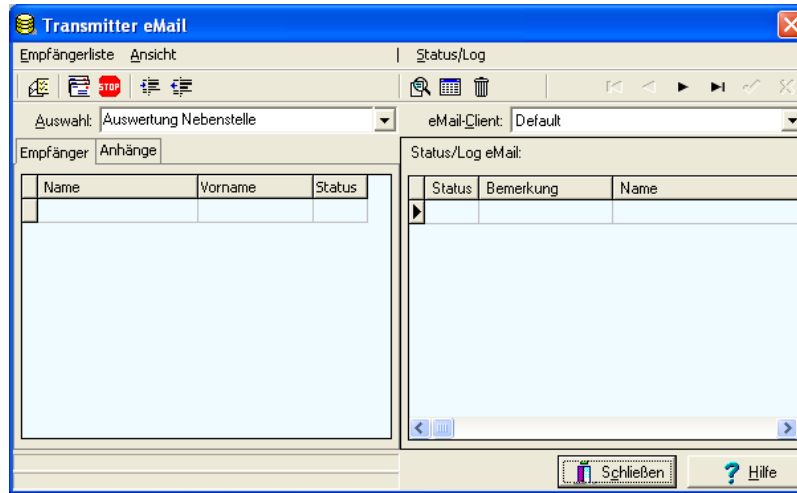 Transmitter eMail
Empfängerliste Ansicht | Status/Log
STOP
Auswahl: Auswertung Nebenstelle eMail-Client: Default
Empfänger Anhänge Status/Log eMail:
Name Vorname Status Status Bemerkung Name
Schließen Hilfe